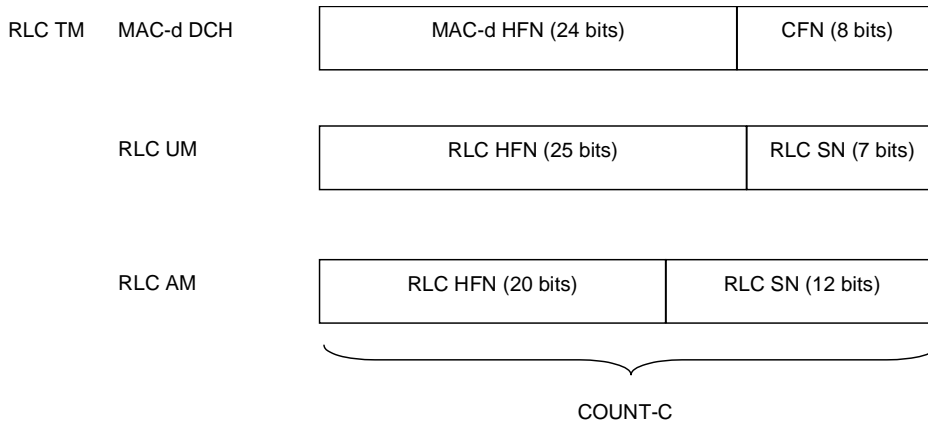 RLC TM MAC-d DCH MAC-d HFN (24 bits) CFN (8 bits)
RLC UM RLC HFN (25 bits) RLC SN (7 bits)
RLC AM RLC HFN (20 bits) RLC SN (12 bits)
COUNT-C